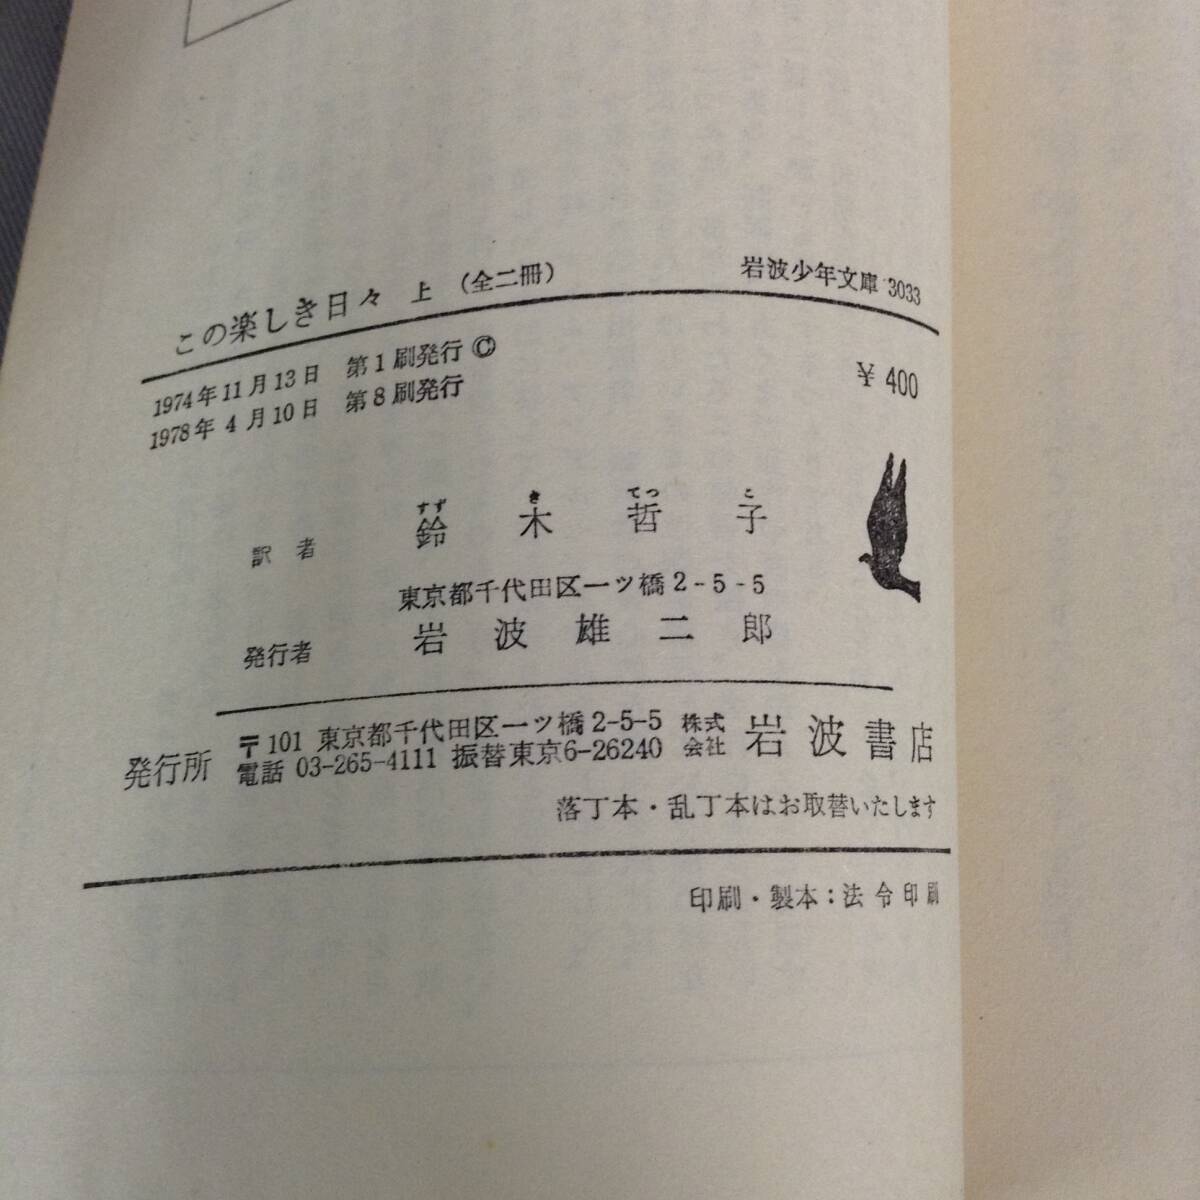 この楽しき日々 上 (全二冊) 岩波少年文庫 3033
1974年11月13日 第1刷発行 ©
1978年 4月10日 第8刷発行
¥400
すず き てつ こ
訳者 鈴木哲子
東京都千代田区一ツ橋2-5-5
発行者 岩波雄二郎
発行所 〒101 東京都千代田区一ツ橋2-5-5 株式会社 岩波書店
電話 03-265-4111 振替東京6-26240
落丁本・乱丁本はお取替いたします
印刷・製本:法令印刷